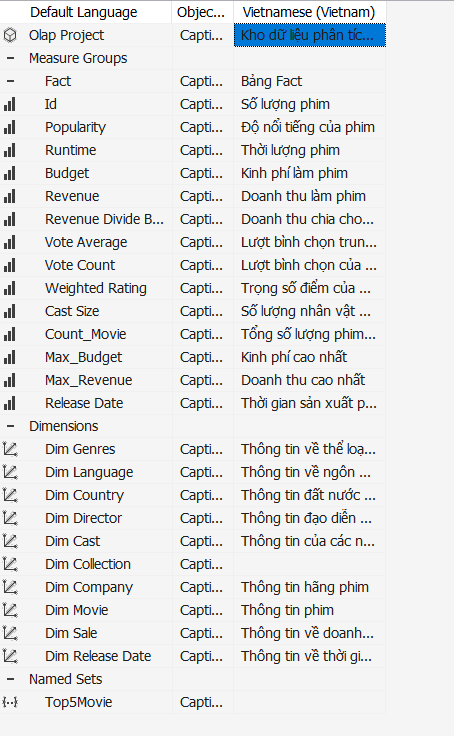 Default Language Objec... Vietnamese (Vietnam)
Olap Project Capti... Kho dữ liệu phân tíc...
Measure Groups
Fact Capti... Bảng Fact
Id Capti... Số lượng phim
Popularity Capti... Độ nổi tiếng của phim
Runtime Capti... Thời lượng phim
Budget Capti... Kinh phí làm phim
Revenue Capti... Doanh thu làm phim
Revenue Divide B... Capti... Doanh thu chia cho...
Vote Average Capti... Lượt bình chọn trun...
Vote Count Capti... Lượt bình chọn của ...
Weighted Rating Capti... Trọng số điểm của ...
Cast Size Capti... Số lượng nhân vật ...
Count_Movie Capti... Tổng số lượng phim...
Max_Budget Capti... Kinh phí cao nhất
Max_Revenue Capti... Doanh thu cao nhất
Release Date Capti... Thời gian sản xuất p...
Dimensions
Dim Genres Capti... Thông tin về thể loạ...
Dim Language Capti... Thông tin về ngôn ...
Dim Country Capti... Thông tin đất nước ...
Dim Director Capti... Thông tin đạo diễn ...
Dim Cast Capti... Thông tin của các n...
Dim Collection Capti...
Dim Company Capti... Thông tin hãng phim
Dim Movie Capti... Thông tin phim
Dim Sale Capti... Thông tin về doanh...
Dim Release Date Capti... Thông tin về thời gi...
Named Sets
Top5Movie Capti...